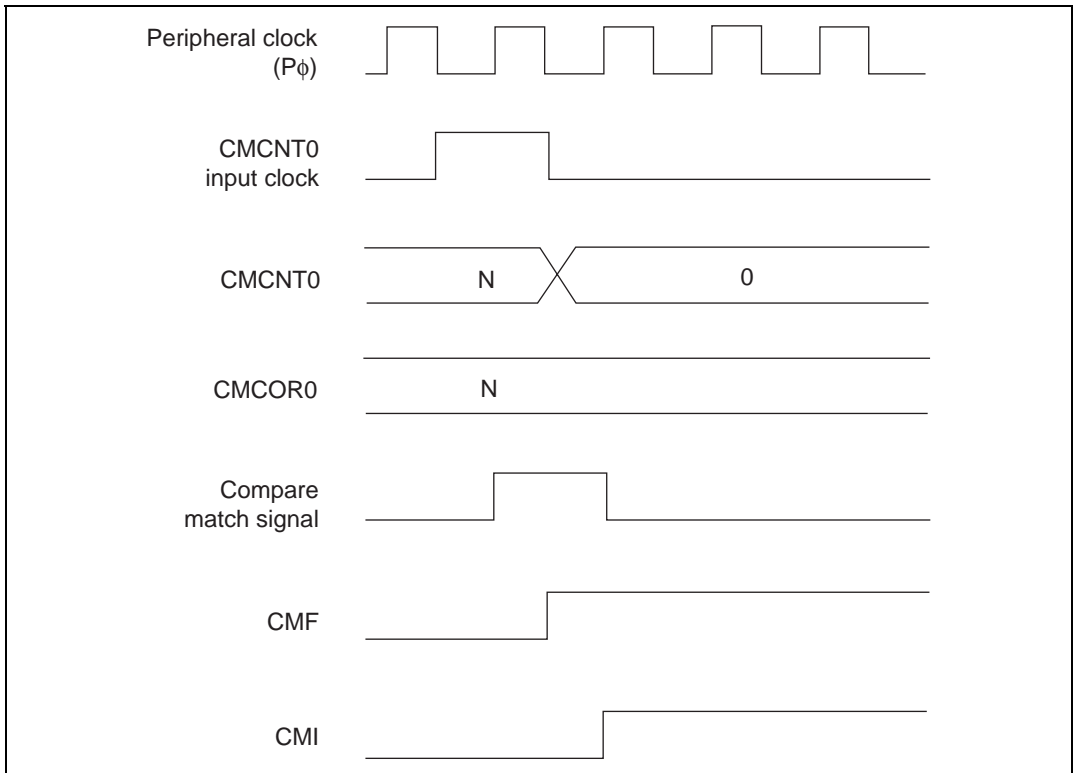 Peripheral clock
(Pϕ)
CMCNT0
input clock
CMCNT0
N
0
CMCOR0
N
Compare
match signal
CMF
CMI